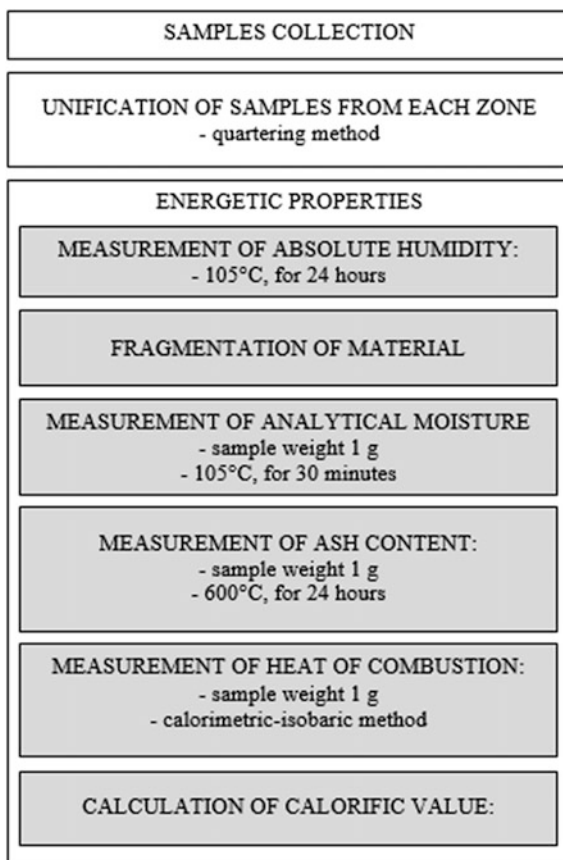 SAMPLES COLLECTION
UNIFICATION OF SAMPLES FROM EACH ZONE
- quartering method
ENERGETIC PROPERTIES
MEASUREMENT OF ABSOLUTE HUMIDITY:
- 105°C, for 24 hours
FRAGMENTATION OF MATERIAL
MEASUREMENT OF ANALYTICAL MOISTURE
- sample weight 1 g
- 105°C, for 30 minutes
MEASUREMENT OF ASH CONTENT:
- sample weight 1 g
- 600°C, for 24 hours
MEASUREMENT OF HEAT OF COMBUSTION:
- sample weight 1 g
- calorimetric-isobaric method
CALCULATION OF CALORIFIC VALUE: